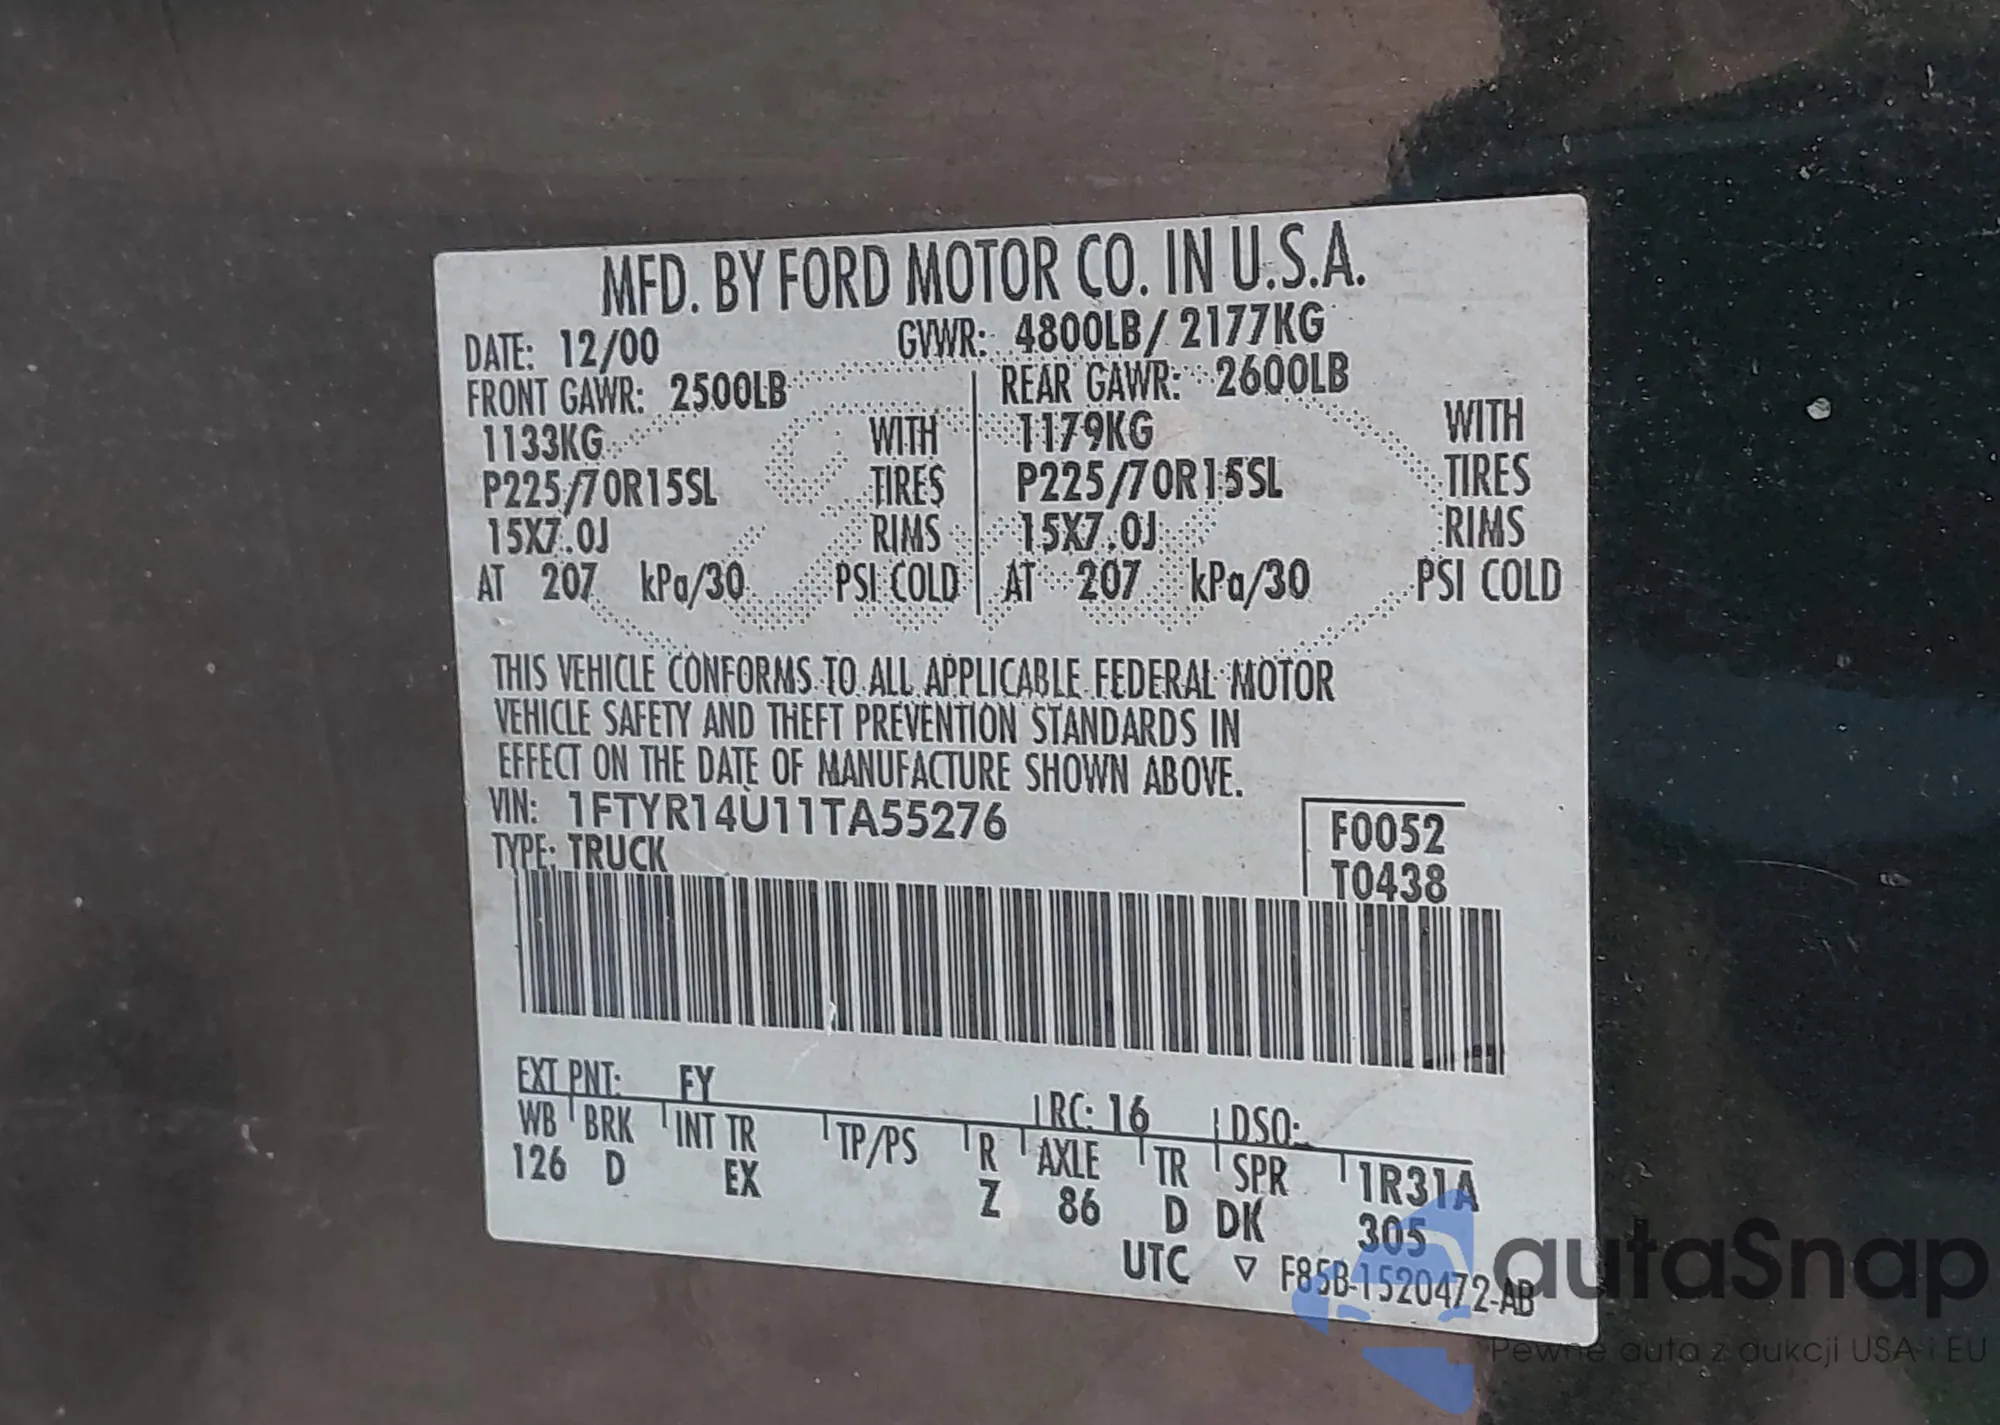 MFD. BY FORD MOTOR CO. IN U.S.A.
DATE: 12/00 GVWR: 4800LB / 2177KG
FRONT GAWR: 2500LB REAR GAWR: 2600LB
1133KG WITH 1179KG WITH
P225/70R15SL TIRES P225/70R15SL TIRES
15X7.0J RIMS 15X7.0J RIMS
AT 207 kPa/30 PSI COLD AT 207 kPa/30 PSI COLD
THIS VEHICLE CONFORMS TO ALL APPLICABLE FEDERAL MOTOR
VEHICLE SAFETY AND THEFT PREVENTION STANDARDS IN
EFFECT ON THE DATE OF MANUFACTURE SHOWN ABOVE.
VIN: 1FTYR14U11TA55276 F0052
TYPE: TRUCK T0438
EXT PNT: FY RC: 16 DSO:
WB BRK INT TR TP/PS R AXLE TR SPR 1R31A
126 D EX Z 86 D DK 305
UTC ▽ F85B-1520472-AB
autaSnap
Pewne auta z aukcji USA i EU